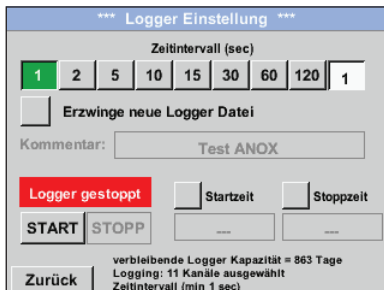 *** Logger Einstellung ***
Zeitintervall (sec)
1 2 5 10 15 30 60 120 1
Erzwinge neue Logger Datei
Kommentar: Test ANOX
Logger gestoppt Startzeit Stoppzeit
START STOPP --- ---
verbleibende Logger Kapazität = 863 Tage
Logging: 11 Kanäle ausgewählt
Zurück Zeitintervall (min 1 sec)